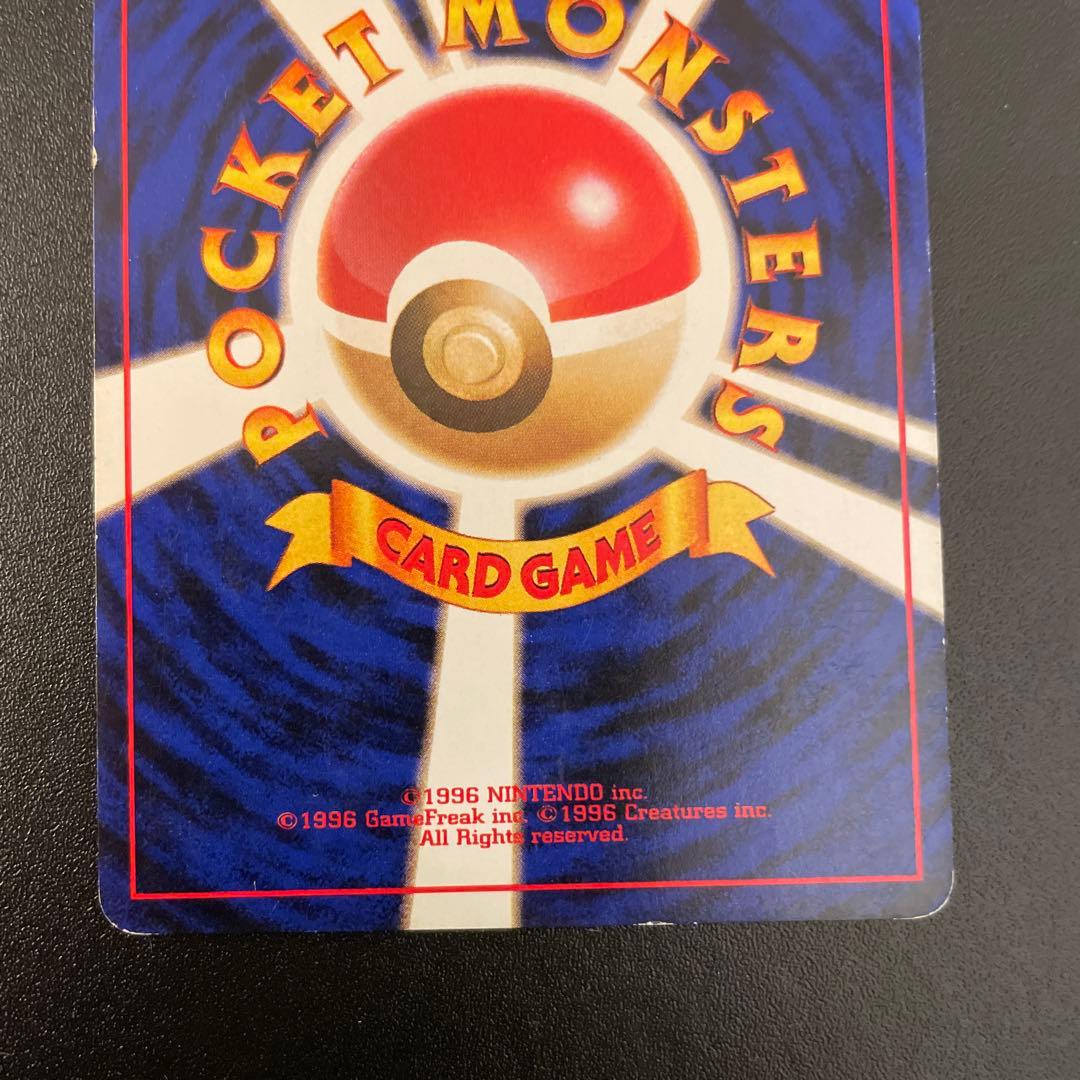 POCKET MONSTERS
CARD GAME
©1996 NINTENDO inc.
©1996 GameFreak inc. ©1996 Creatures inc.
All Rights reserved.